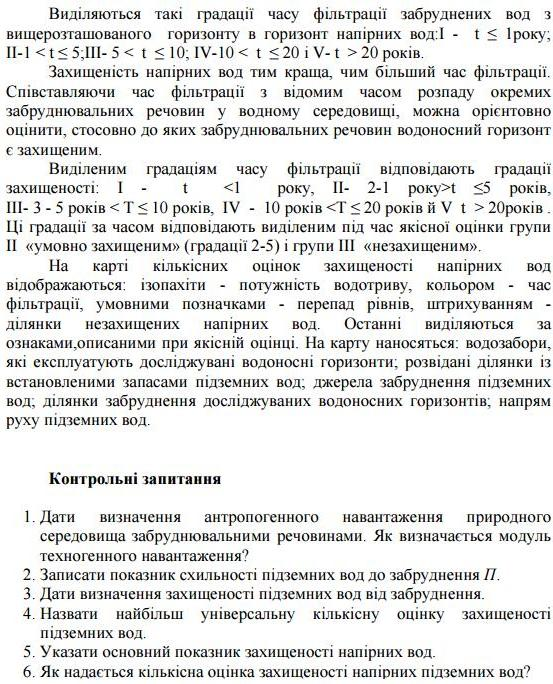 Виділяються такі градації часу фільтрації забруднених вод з
вищерозташованого горизонту в горизонт напірних вод:I - t ≤ 1року;
II-1 < t ≤ 5;III- 5 < t ≤ 10; IV-10 < t ≤ 20 і V- t > 20 років.
Захищеність напірних вод тим краща, чим більший час фільтрації.
Співставляючи час фільтрації з відомим часом розпаду окремих
забруднювальних речовин у водному середовищі, можна орієнтовно
оцінити, стосовно до яких забруднювальних речовин водоносний горизонт
є захищеним.
Виділеним градаціям часу фільтрації відповідають градації
захищеності: I - t <1 року, II- 2-1 року>t ≤5 років,
III- 3 - 5 років < T ≤ 10 років, IV - 10 років <T ≤ 20 років й V t > 20років .
Ці градації за часом відповідають виділеним під час якісної оцінки групи
II «умовно захищеним» (градації 2-5) і групи III «незахищеним».
На карті кількісних оцінок захищеності напірних вод
відображаються: ізопахіти - потужність водотриву, кольором - час
фільтрації, умовними позначками - перепад рівнів, штрихуванням -
ділянки незахищених напірних вод. Останні виділяються за
ознаками,описаними при якісній оцінці. На карту наносяться: водозабори,
які експлуатують досліджувані водоносні горизонти; розвідані ділянки із
встановленими запасами підземних вод; джерела забруднення підземних
вод; ділянки забруднення досліджуваних водоносних горизонтів; напрям
руху підземних вод.
Контрольні запитання
1. Дати визначення антропогенного навантаження природного
середовища забруднювальними речовинами. Як визначається модуль
техногенного навантаження?
2. Записати показник схильності підземних вод до забруднення П.
3. Дати визначення захищеності підземних вод від забруднення.
4. Назвати найбільш універсальну кількісну оцінку захищеності
підземних вод.
5. Указати основний показник захищеності напірних вод.
6. Як надається кількісна оцінка захищеності напірних підземних вод?